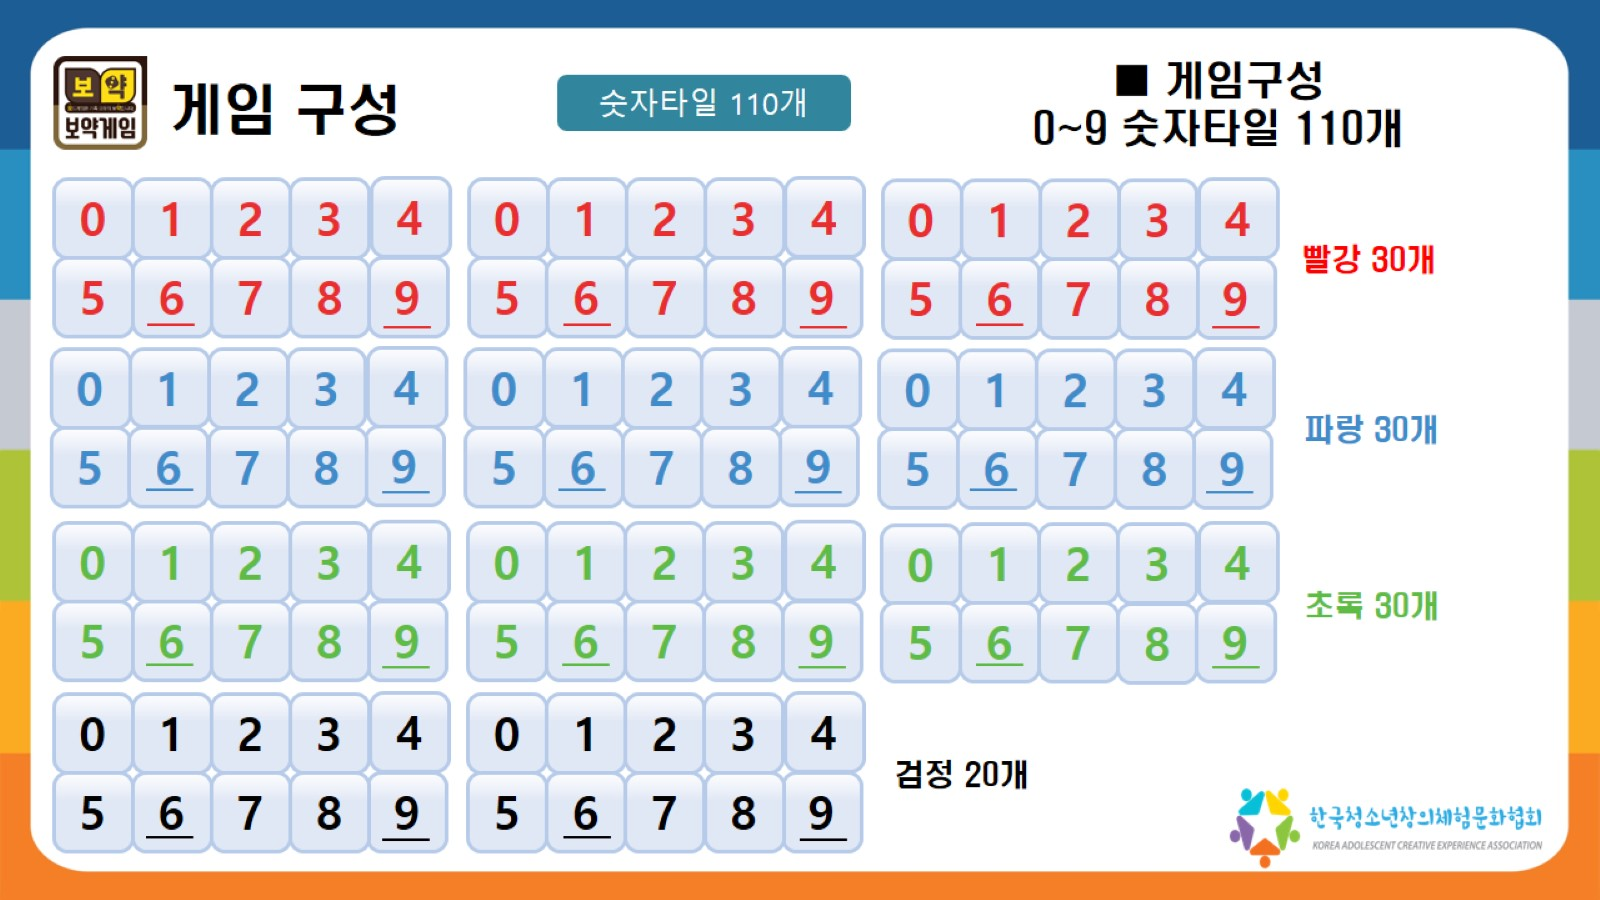 보약
보약게임
게임 구성
숫자타일 110개
■ 게임구성
0~9 숫자타일 110개
0 1 2 3 4 0 1 2 3 4 0 1 2 3 4
5 6 7 8 9 5 6 7 8 9 5 6 7 8 9
빨강 30개
0 1 2 3 4 0 1 2 3 4 0 1 2 3 4
5 6 7 8 9 5 6 7 8 9 5 6 7 8 9
파랑 30개
0 1 2 3 4 0 1 2 3 4 0 1 2 3 4
5 6 7 8 9 5 6 7 8 9 5 6 7 8 9
초록 30개
0 1 2 3 4 0 1 2 3 4
5 6 7 8 9 5 6 7 8 9
검정 20개
한국청소년창의체험문화협회
KOREA ADOLESCENT CREATIVE EXPERIENCE ASSOCIATION